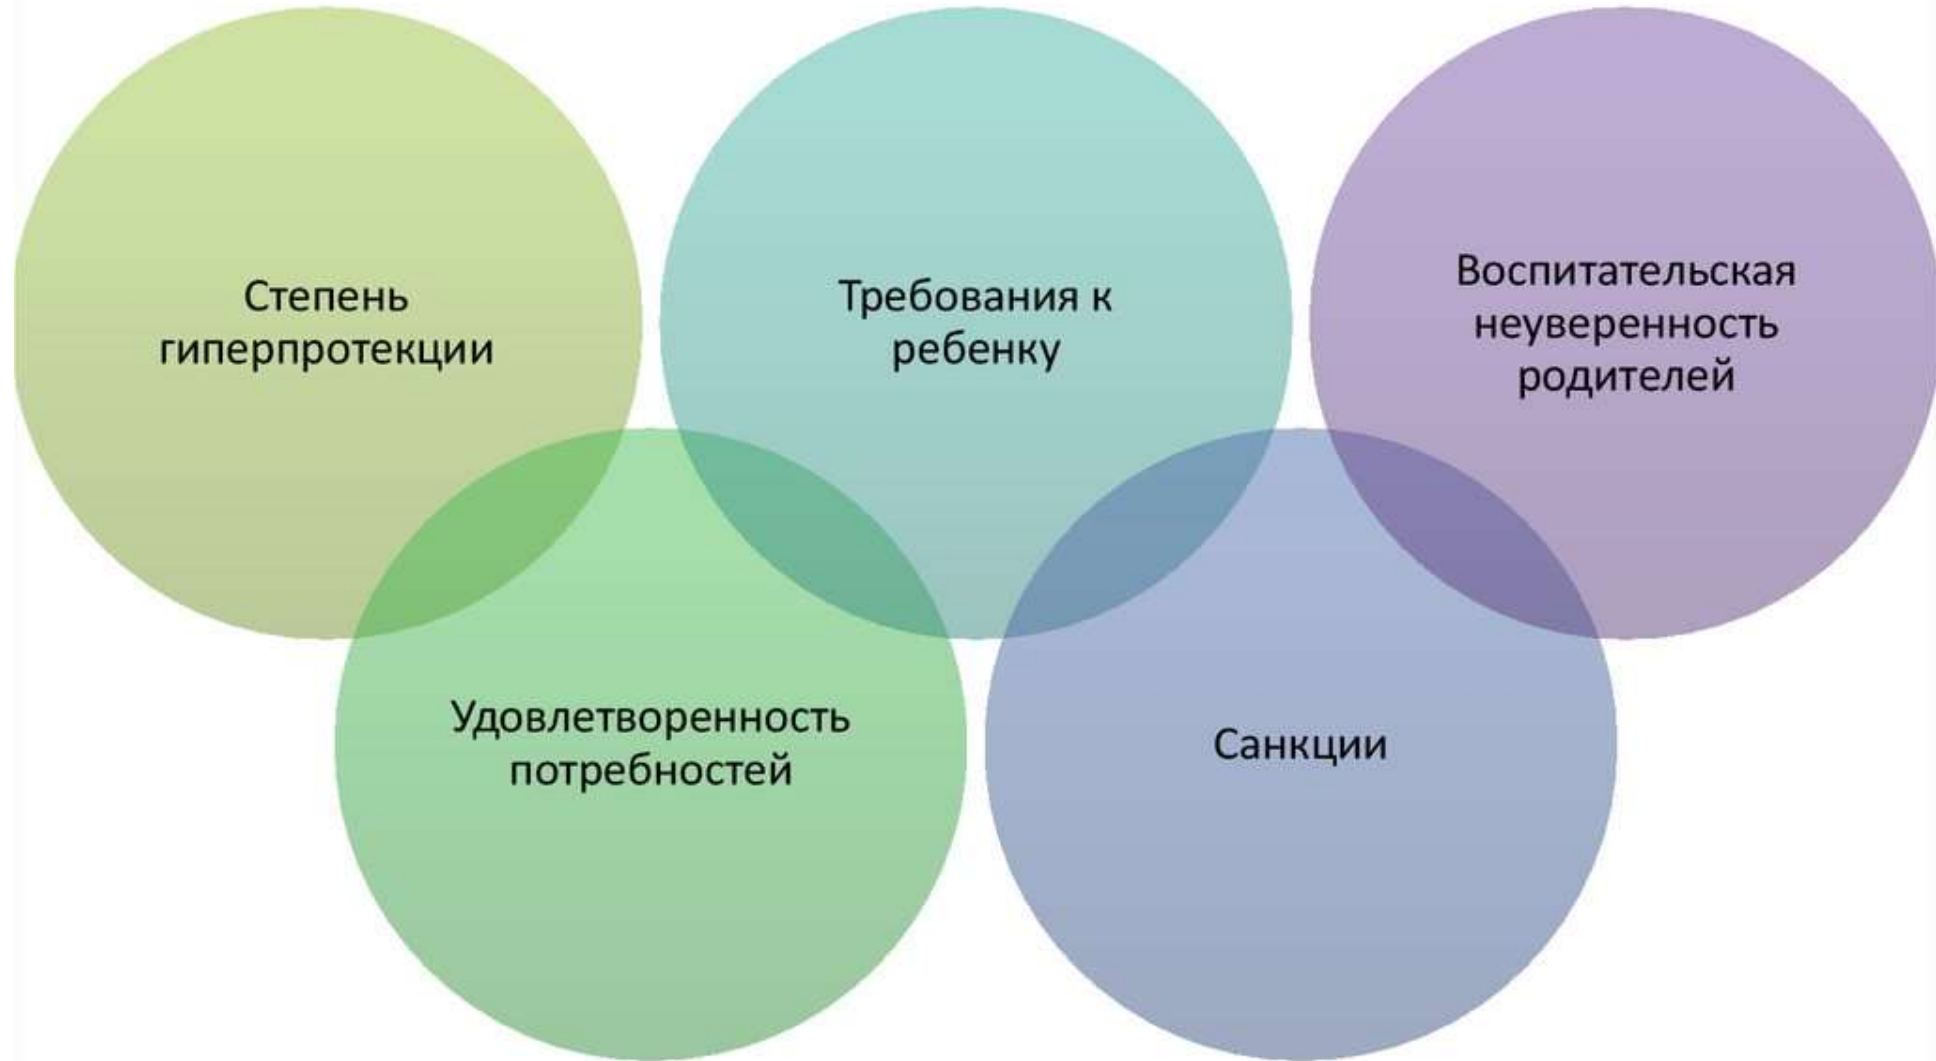 Степень
гиперпротекции
Требования к
ребенку
Воспитательская
неуверенность
родителей
Удовлетворенность
потребностей
Санкции